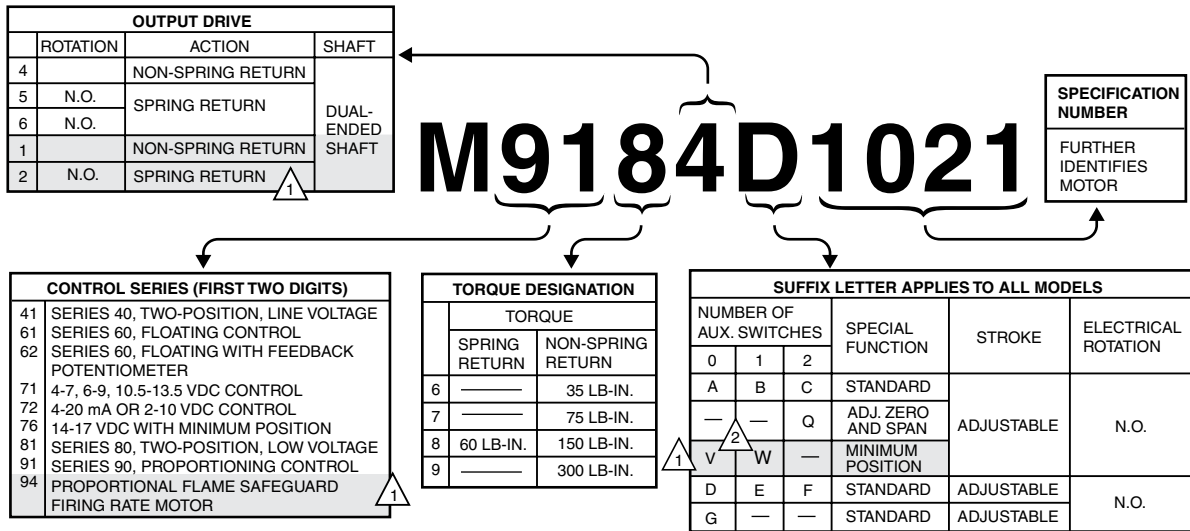 OUTPUT DRIVE
ROTATION ACTION SHAFT
4 NON-SPRING RETURN
5 N.O. SPRING RETURN
6 N.O.
DUAL-ENDED SHAFT
1 NON-SPRING RETURN
2 N.O. SPRING RETURN 1
M9184D1021
SPECIFICATION
NUMBER
FURTHER
IDENTIFIES
MOTOR
CONTROL SERIES (FIRST TWO DIGITS)
41 SERIES 40, TWO-POSITION, LINE VOLTAGE
61 SERIES 60, FLOATING CONTROL
62 SERIES 60, FLOATING WITH FEEDBACK
POTENTIOMETER
71 4-7, 6-9, 10.5-13.5 VDC CONTROL
72 4-20 mA OR 2-10 VDC CONTROL
76 14-17 VDC WITH MINIMUM POSITION
81 SERIES 80, TWO-POSITION, LOW VOLTAGE
91 SERIES 90, PROPORTIONING CONTROL
94 PROPORTIONAL FLAME SAFEGUARD
FIRING RATE MOTOR 1
TORQUE DESIGNATION
TORQUE
SPRING RETURN NON-SPRING RETURN
6 35 LB-IN.
7 75 LB-IN.
8 60 LB-IN. 150 LB-IN.
9 300 LB-IN.
SUFFIX LETTER APPLIES TO ALL MODELS
NUMBER OF AUX. SWITCHES SPECIAL FUNCTION STROKE ELECTRICAL ROTATION
0 1 2
A B C STANDARD
— — Q ADJ. ZERO AND SPAN ADJUSTABLE N.O.
1 V 2 W — MINIMUM POSITION
D E F STANDARD ADJUSTABLE N.O.
G — — STANDARD ADJUSTABLE